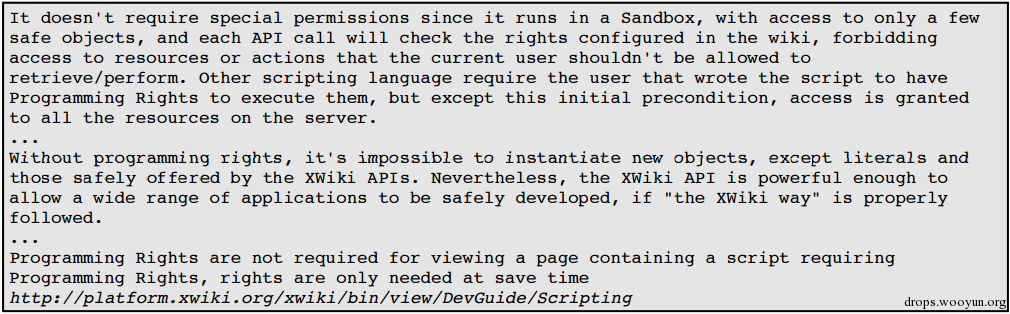 It doesn't require special permissions since it runs in a Sandbox, with access to only a few
safe objects, and each API call will check the rights configured in the wiki, forbidding
access to resources or actions that the current user shouldn't be allowed to
retrieve/perform. Other scripting language require the user that wrote the script to have
Programming Rights to execute them, but except this initial precondition, access is granted
to all the resources on the server.
...
Without programming rights, it's impossible to instantiate new objects, except literals and
those safely offered by the XWiki APIs. Nevertheless, the XWiki API is powerful enough to
allow a wide range of applications to be safely developed, if "the XWiki way" is properly
followed.
...
Programming Rights are not required for viewing a page containing a script requiring
Programming Rights, rights are only needed at save time
http://platform.xwiki.org/xwiki/bin/view/DevGuide/Scripting
drops.wooyun.org